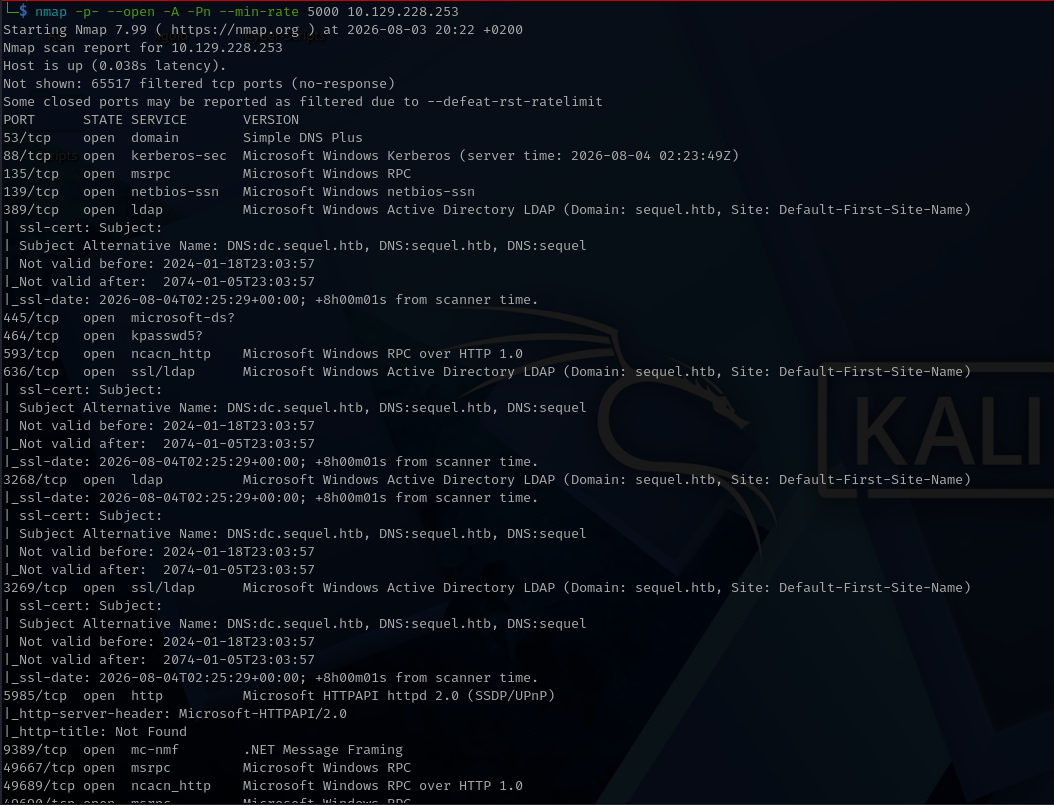 └─$ nmap -p- --open -A -Pn --min-rate 5000 10.129.228.253
Starting Nmap 7.99 ( https://nmap.org ) at 2026-08-03 20:22 +0200
Nmap scan report for 10.129.228.253
Host is up (0.038s latency).
Not shown: 65517 filtered tcp ports (no-response)
Some closed ports may be reported as filtered due to --defeat-rst-ratelimit
PORT      STATE SERVICE       VERSION
53/tcp    open  domain        Simple DNS Plus
88/tcp    open  kerberos-sec  Microsoft Windows Kerberos (server time: 2026-08-04 02:23:49Z)
135/tcp   open  msrpc         Microsoft Windows RPC
139/tcp   open  netbios-ssn   Microsoft Windows netbios-ssn
389/tcp   open  ldap          Microsoft Windows Active Directory LDAP (Domain: sequel.htb, Site: Default-First-Site-Name)
| ssl-cert: Subject:
| Subject Alternative Name: DNS:dc.sequel.htb, DNS:sequel.htb, DNS:sequel
| Not valid before: 2024-01-18T23:03:57
|_Not valid after:  2074-01-05T23:03:57
|_ssl-date: 2026-08-04T02:25:29+00:00; +8h00m01s from scanner time.
445/tcp   open  microsoft-ds?
464/tcp   open  kpasswd5?
593/tcp   open  ncacn_http    Microsoft Windows RPC over HTTP 1.0
636/tcp   open  ssl/ldap      Microsoft Windows Active Directory LDAP (Domain: sequel.htb, Site: Default-First-Site-Name)
| ssl-cert: Subject:
| Subject Alternative Name: DNS:dc.sequel.htb, DNS:sequel.htb, DNS:sequel
| Not valid before: 2024-01-18T23:03:57
|_Not valid after:  2074-01-05T23:03:57
|_ssl-date: 2026-08-04T02:25:29+00:00; +8h00m01s from scanner time.
3268/tcp  open  ldap          Microsoft Windows Active Directory LDAP (Domain: sequel.htb, Site: Default-First-Site-Name)
|_ssl-date: 2026-08-04T02:25:29+00:00; +8h00m01s from scanner time.
| ssl-cert: Subject:
| Subject Alternative Name: DNS:dc.sequel.htb, DNS:sequel.htb, DNS:sequel
| Not valid before: 2024-01-18T23:03:57
|_Not valid after:  2074-01-05T23:03:57
3269/tcp  open  ssl/ldap      Microsoft Windows Active Directory LDAP (Domain: sequel.htb, Site: Default-First-Site-Name)
| ssl-cert: Subject:
| Subject Alternative Name: DNS:dc.sequel.htb, DNS:sequel.htb, DNS:sequel
| Not valid before: 2024-01-18T23:03:57
|_Not valid after:  2074-01-05T23:03:57
|_ssl-date: 2026-08-04T02:25:29+00:00; +8h00m01s from scanner time.
5985/tcp  open  http          Microsoft HTTPAPI httpd 2.0 (SSDP/UPnP)
|_http-server-header: Microsoft-HTTPAPI/2.0
|_http-title: Not Found
9389/tcp  open  mc-nmf        .NET Message Framing
49667/tcp open  msrpc         Microsoft Windows RPC
49689/tcp open  ncacn_http    Microsoft Windows RPC over HTTP 1.0
49690/tcp open  msrpc         Microsoft Windows RPC
KALI